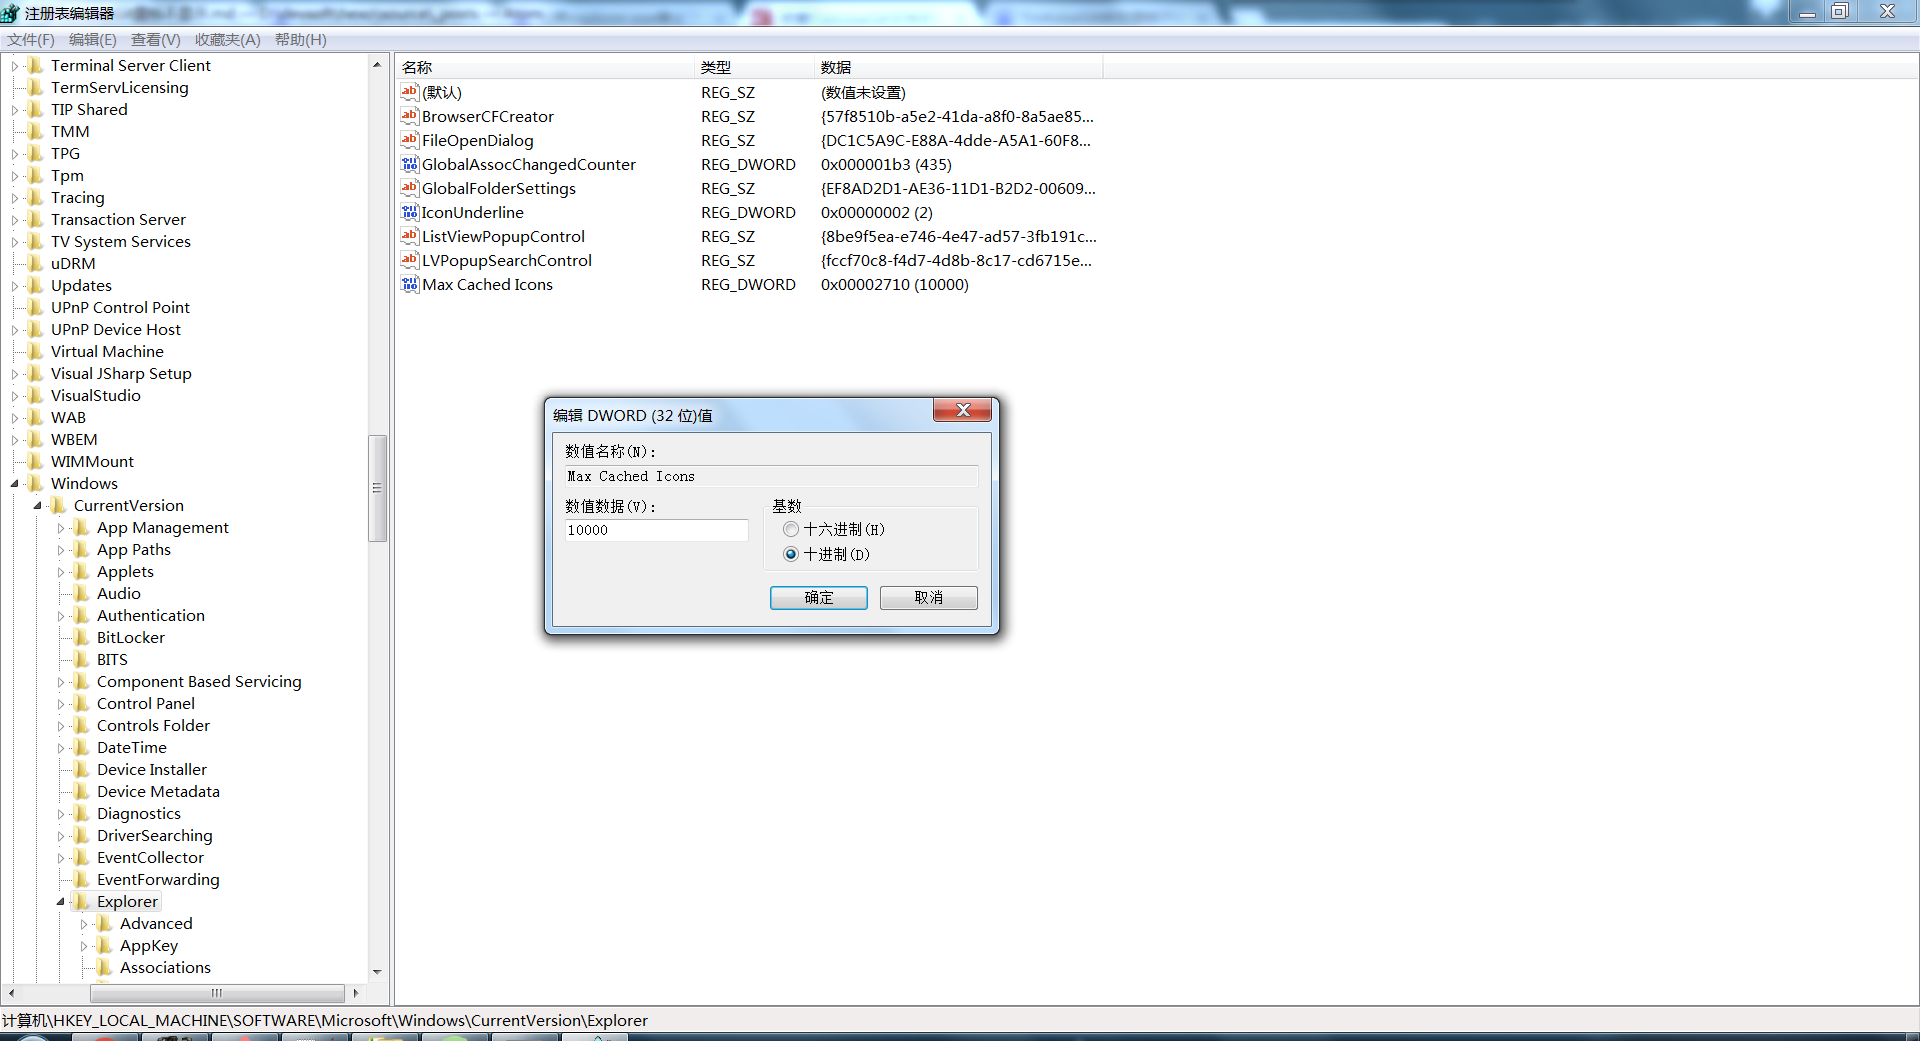 注册表编辑器
文件(F) 编辑(E) 查看(V) 收藏夹(A) 帮助(H)
Terminal Server Client
TermServLicensing
TIP Shared
TMM
TPG
Tpm
Tracing
Transaction Server
TV System Services
uDRM
Updates
UPnP Control Point
UPnP Device Host
Virtual Machine
Visual JSharp Setup
VisualStudio
WAB
WBEM
WIMMount
Windows
CurrentVersion
App Management
App Paths
Applets
Audio
Authentication
BitLocker
BITS
Component Based Servicing
Control Panel
Controls Folder
DateTime
Device Installer
Device Metadata
Diagnostics
DriverSearching
EventCollector
EventForwarding
Explorer
Advanced
AppKey
Associations
名称 类型 数据
(默认) REG_SZ (数值未设置)
BrowserCFCreator REG_SZ {57f8510b-a5e2-41da-a8f0-8a5ae85...
FileOpenDialog REG_SZ {DC1C5A9C-E88A-4dde-A5A1-60F8...
GlobalAssocChangedCounter REG_DWORD 0x000001b3 (435)
GlobalFolderSettings REG_SZ {EF8AD2D1-AE36-11D1-B2D2-00609...
IconUnderline REG_DWORD 0x00000002 (2)
ListViewPopupControl REG_SZ {8be9f5ea-e746-4e47-ad57-3fb191c...
LVPopupSearchControl REG_SZ {fccf70c8-f4d7-4d8b-8c17-cd6715e...
Max Cached Icons REG_DWORD 0x00002710 (10000)
编辑 DWORD (32 位)值
数值名称(N):
Max Cached Icons
数值数据(V): 基数
10000 十六进制(H)
十进制(D)
确定 取消
计算机\HKEY_LOCAL_MACHINE\SOFTWARE\Microsoft\Windows\CurrentVersion\Explorer